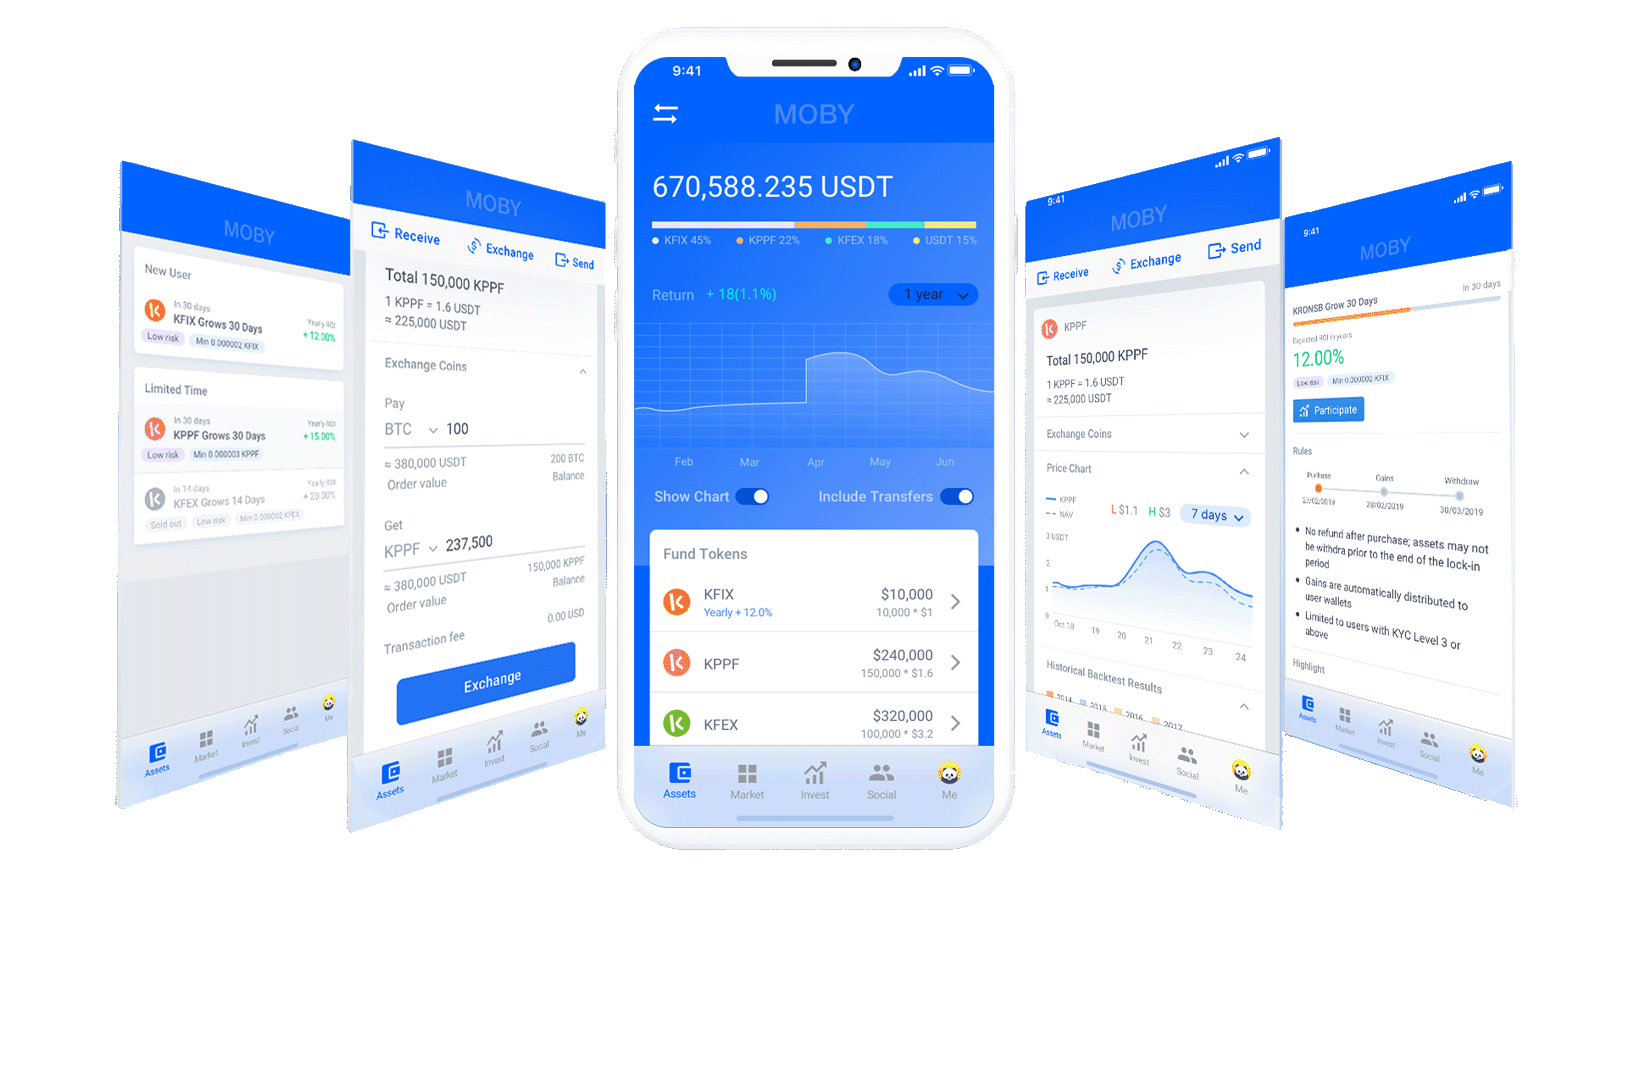 MOBY
New User
In 30 days
KFIX Grows 30 Days
Yearly ROI
+ 12.00%
Low risk
Min 0.000002 KFIX
Limited Time
In 30 days
KPPF Grows 30 Days
Yearly ROI
+ 15.00%
Low risk
Min 0.000003 KPPF
In 14 days
KFEX Grows 14 Days
Yearly ROI
+ 20.00%
Sold out
Low risk
Min 0.000002 KFEX
Assets
Market
Invest
Social
Me
MOBY
Receive
Exchange
Send
Total 150,000 KPPF
1 KPPF = 1.6 USDT
≈ 225,000 USDT
Exchange Coins
Pay
BTC 100
≈ 380,000 USDT
200 BTC
Order value
Balance
Get
KPPF 237,500
≈ 380,000 USDT
150,000 KPPF
Order value
Balance
Transaction fee
0.00 USD
Exchange
Assets
Market
Invest
Social
Me
9:41
MOBY
670,588.235 USDT
KFIX 45% KPPF 22% KFEX 18% USDT 15%
Return + 18(1.1%)
1 year
Feb Mar Apr May Jun
Show Chart
Include Transfers
Fund Tokens
KFIX $10,000
Yearly + 12.0% 10,000 * $1
KPPF $240,000
150,000 * $1.6
KFEX $320,000
100,000 * $3.2
Assets
Market
Invest
Social
Me
9:41
MOBY
Receive
Exchange
Send
KPPF
Total 150,000 KPPF
1 KPPF = 1.6 USDT
≈ 225,000 USDT
Exchange Coins
Price Chart
KPPF
NAV
L $1.1 H $3
7 days
3 USDT
2
1
0
Oct 18 19 20 21 22 23 24
Historical Backtest Results
2014 2015 2016 2017
Assets
Market
Invest
Social
Me
9:41
MOBY
In 30 days
KRONSB Grow 30 Days
Expected ROI in years
12.00%
Low risk
Min 0.300002 KFIX
Participate
Rules
Puchase Gains Withdraw
27/02/2019 28/02/2019 30/03/2019
• No refund after purchase; assets may not
be withdra prior to the end of the lock-in
period
• Gains are automatically distributed to
user wallets
• Limited to users with KYC Level 3 or
above
Highlight
Assets
Market
Invest
Social
Me